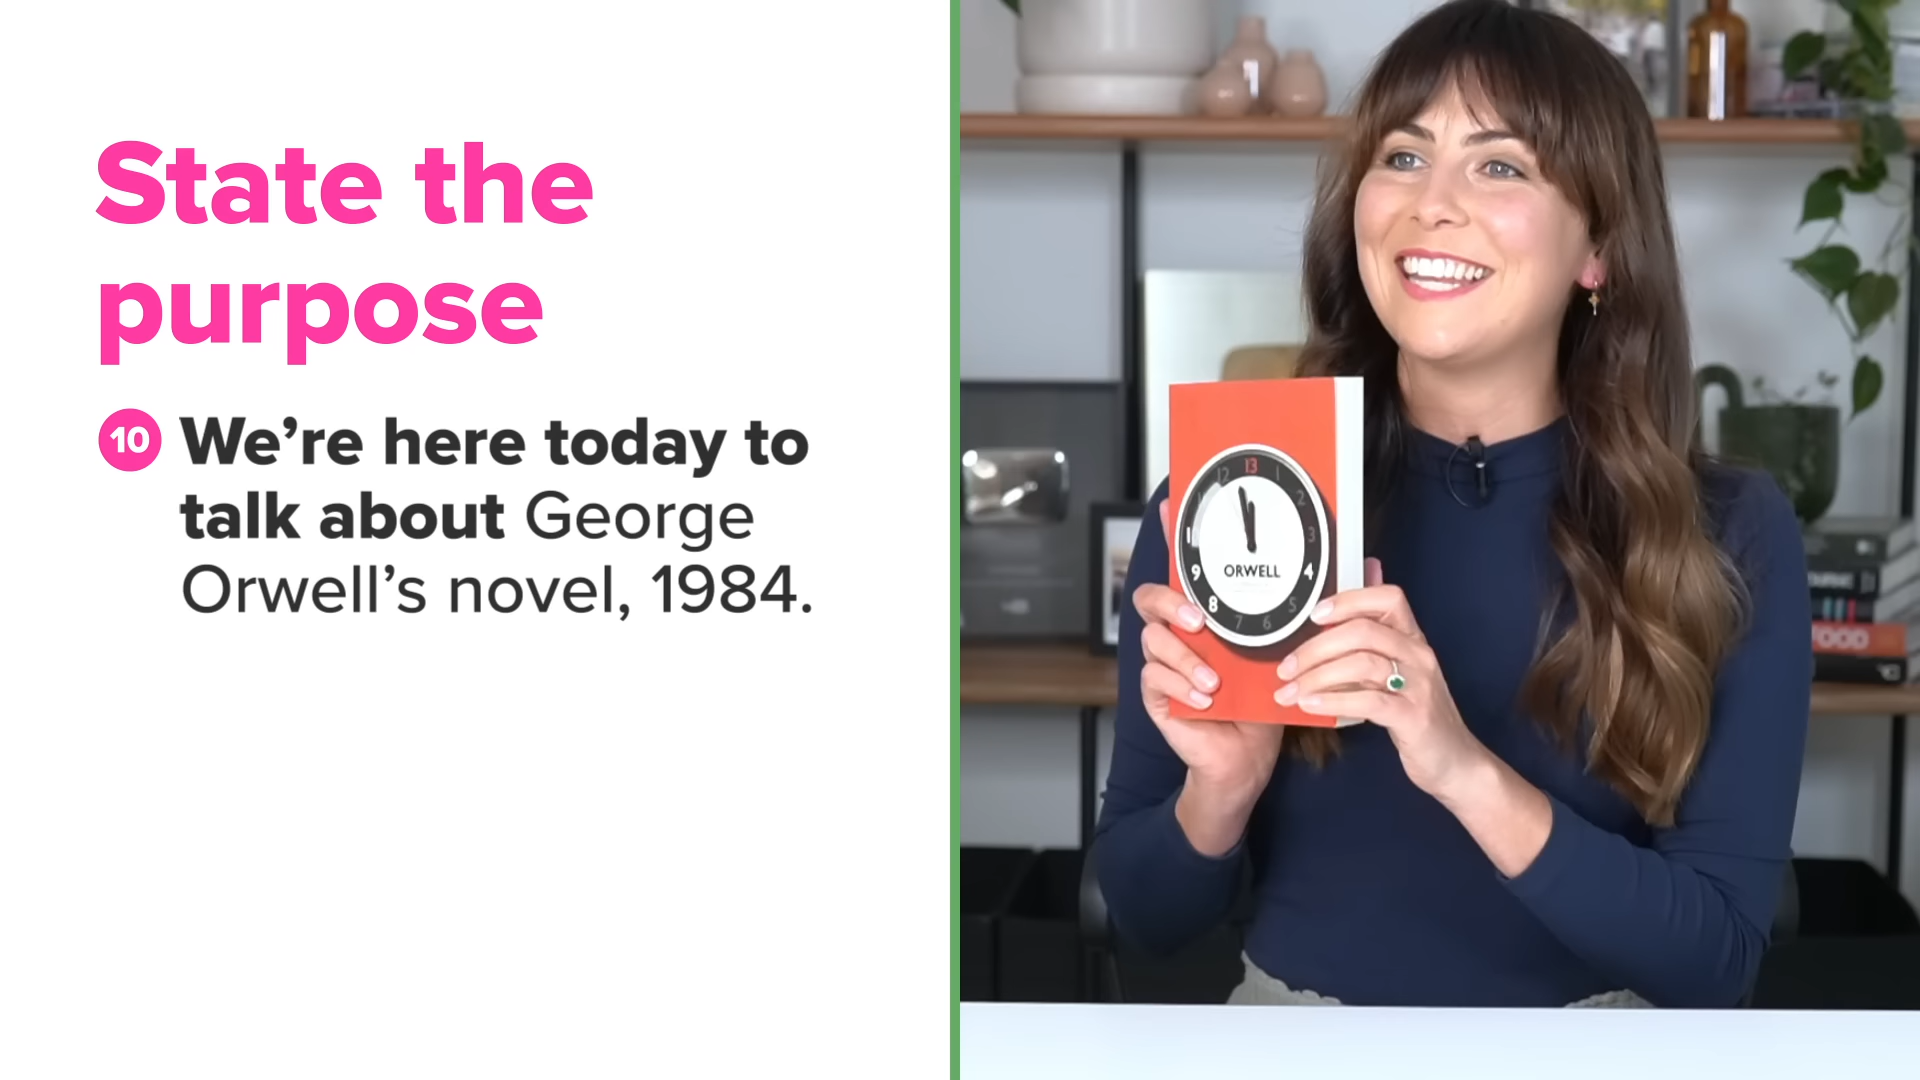 State the
purpose
10 We're here today to
talk about George
Orwell's novel, 1984.
12 13 1
2
3
9 ORWELL 4
8 5
7 6